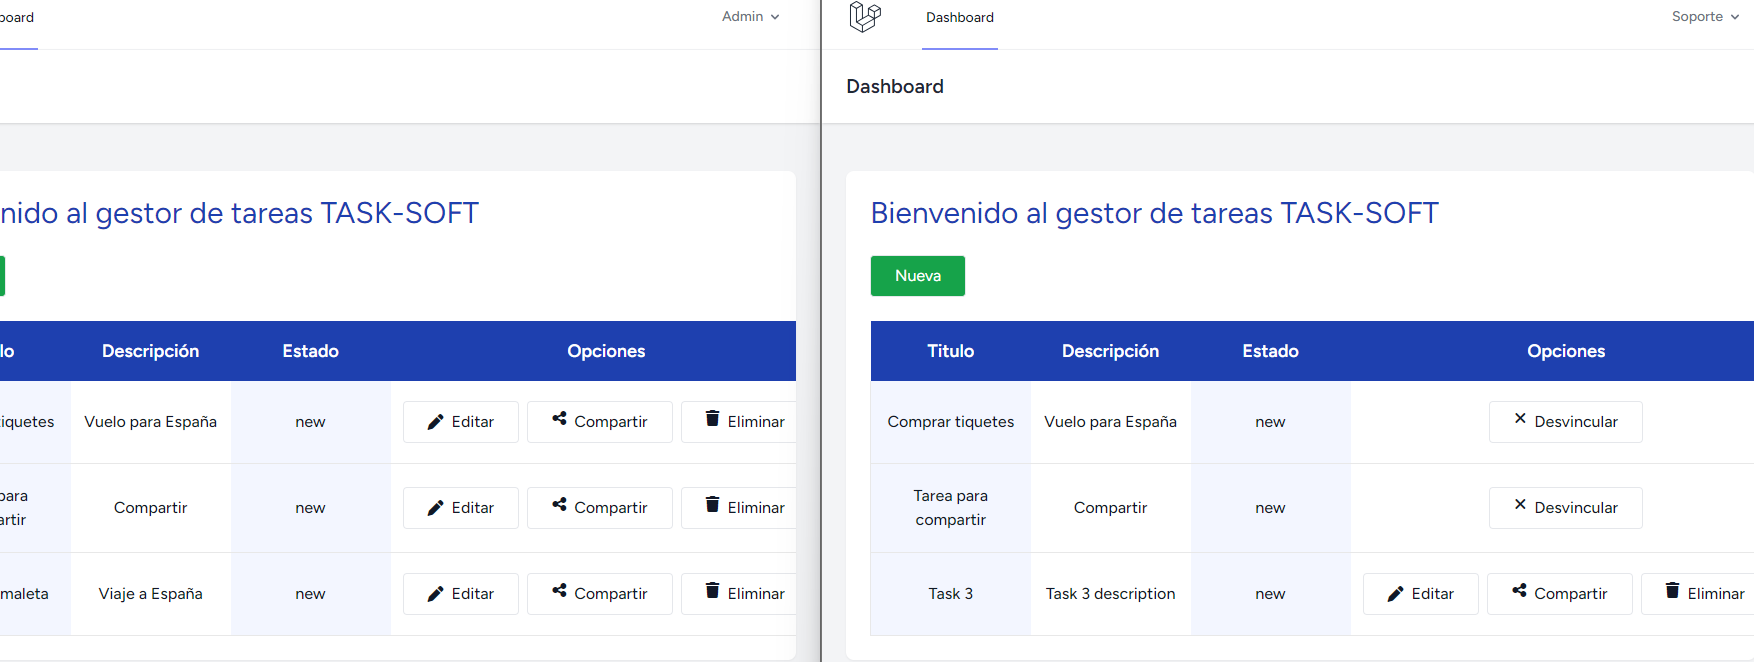 board
Admin
nido al gestor de tareas TASK-SOFT
lo Descripción Estado Opciones
iquetes Vuelo para España new Editar Compartir Eliminar
para
artir Compartir new Editar Compartir Eliminar
maleta Viaje a España new Editar Compartir Eliminar
Dashboard
Soporte
Dashboard
Bienvenido al gestor de tareas TASK-SOFT
Nueva
Titulo Descripción Estado Opciones
Comprar tiquetes Vuelo para España new Desvincular
Tarea para
compartir Compartir new Desvincular
Task 3 Task 3 description new Editar Compartir Eliminar